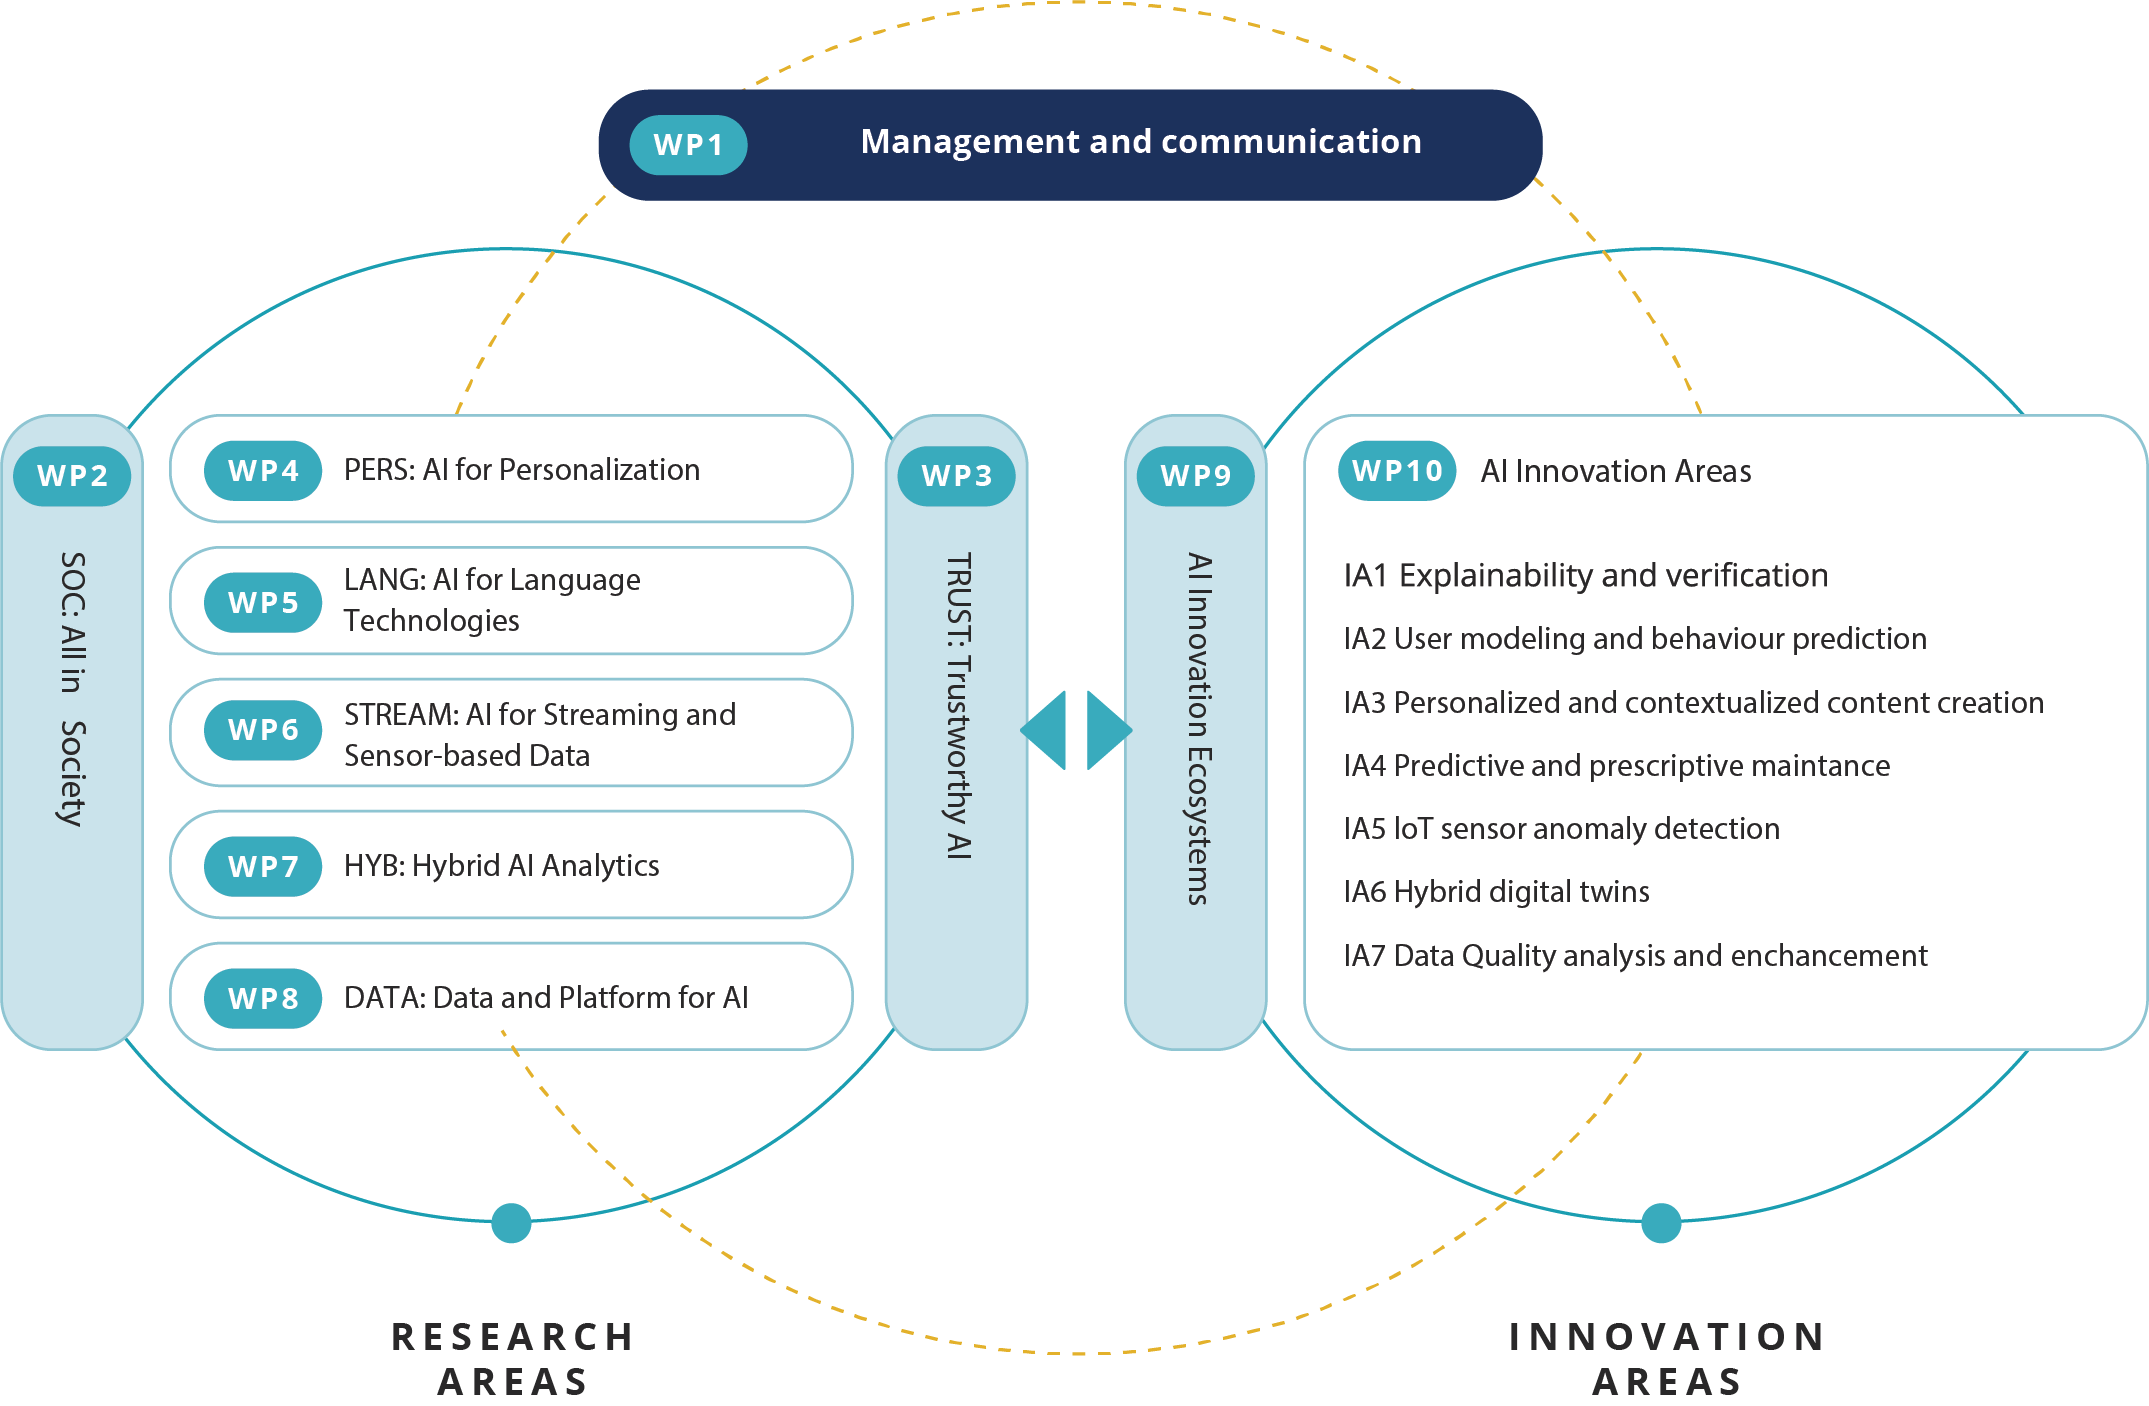 WP1
Management and communication
WP2
SOC: All in Society
WP4
PERS: AI for Personalization
WP5
LANG: AI for Language
Technologies
WP6
STREAM: AI for Streaming and
Sensor-based Data
WP7
HYB: Hybrid AI Analytics
WP8
DATA: Data and Platform for AI
WP3
TRUST: Trustworthy AI
WP9
AI Innovation Ecosystems
WP10
AI Innovation Areas
IA1 Explainability and verification
IA2 User modeling and behaviour prediction
IA3 Personalized and contextualized content creation
IA4 Predictive and prescriptive maintance
IA5 IoT sensor anomaly detection
IA6 Hybrid digital twins
IA7 Data Quality analysis and enchancement
RESEARCH
AREAS
INNOVATION
AREAS